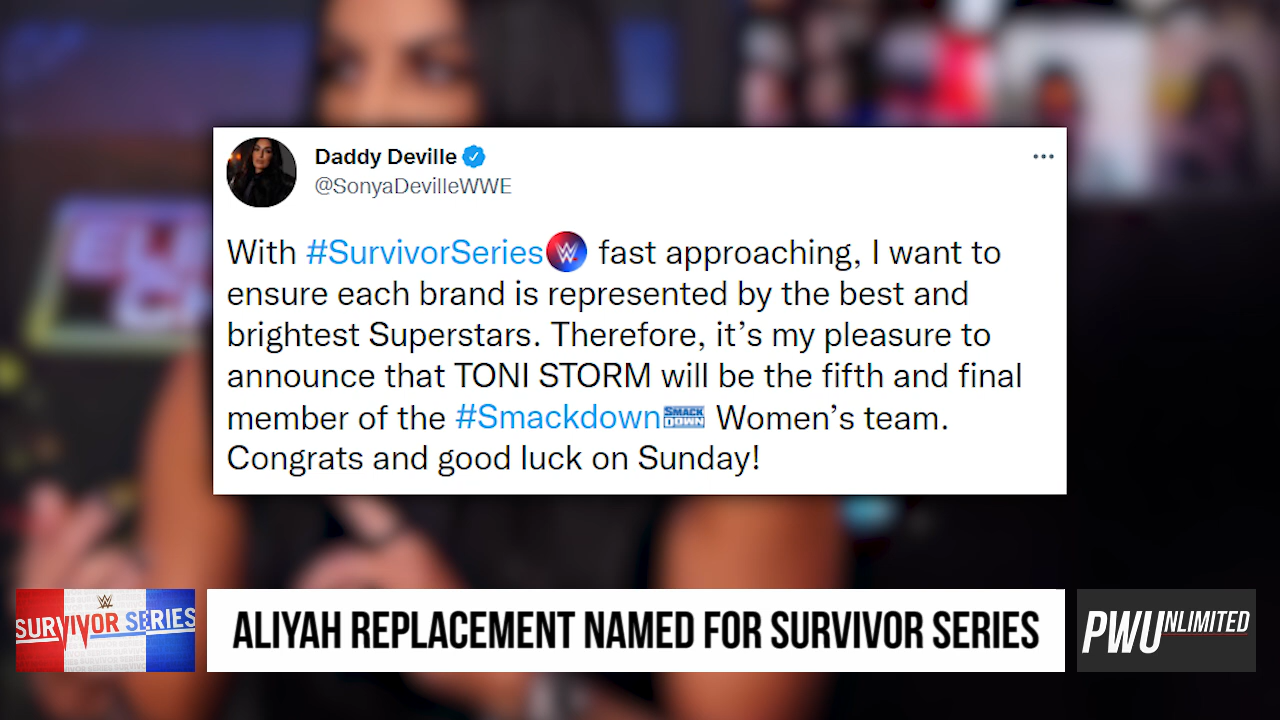 Daddy Deville
@SonyaDevilleWWE
With #SurvivorSeries W fast approaching, I want to
ensure each brand is represented by the best and
brightest Superstars. Therefore, it’s my pleasure to
announce that TONI STORM will be the fifth and final
member of the #Smackdown SMACK DOWN Women’s team.
Congrats and good luck on Sunday!
W
SURVIVOR SERIES
ALIYAH REPLACEMENT NAMED FOR SURVIVOR SERIES
PWUNLIMITED